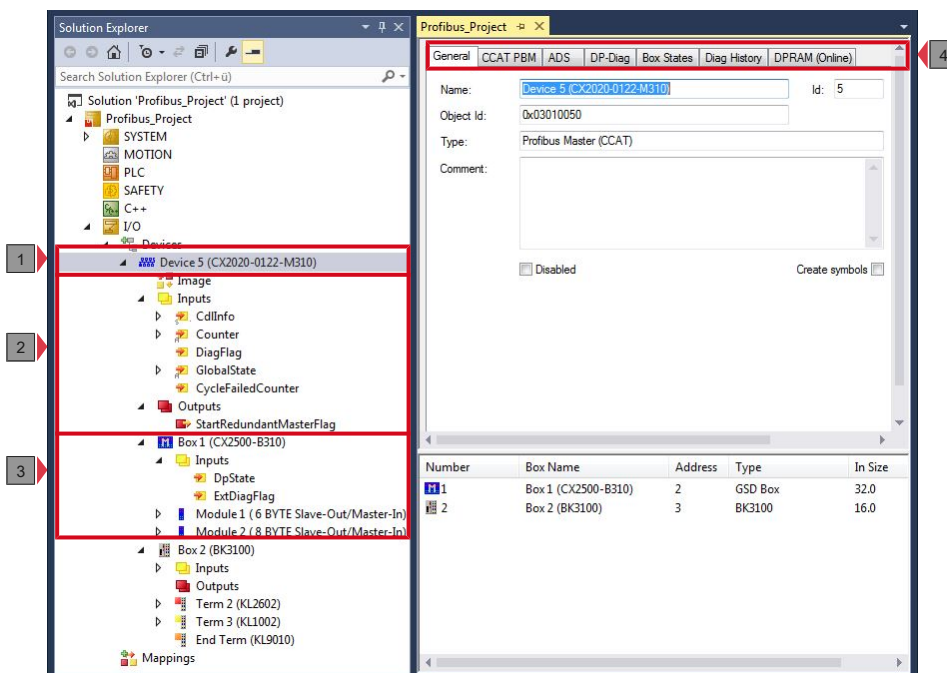 Solution Explorer
Search Solution Explorer (Ctrl+ü)
Solution 'Profibus_Project' (1 project)
Profibus_Project
SYSTEM
MOTION
PLC
SAFETY
C++
I/O
Devices
1
Device 5 (CX2020-0122-M310)
Image
Inputs
CdlInfo
Counter
2
DiagFlag
GlobalState
CycleFailedCounter
Outputs
StartRedundantMasterFlag
Box 1 (CX2500-B310)
Inputs
3
DpState
ExtDiagFlag
Module 1 ( 6 BYTE Slave-Out/Master-In)
Module 2 ( 8 BYTE Slave-Out/Master-In)
Box 2 (BK3100)
Inputs
Outputs
Term 2 (KL2602)
Term 3 (KL1002)
End Term (KL9010)
Mappings
Profibus_Project
General CCAT PBM ADS DP-Diag Box States Diag History DPRAM (Online)
4
Name: Device 5 (CX2020-0122-M310) Id: 5
Object Id: 0x03010050
Type: Profibus Master (CCAT)
Comment:
Disabled Create symbols
Number Box Name Address Type In Size
1 Box 1 (CX2500-B310) 2 GSD Box 32.0
2 Box 2 (BK3100) 3 BK3100 16.0